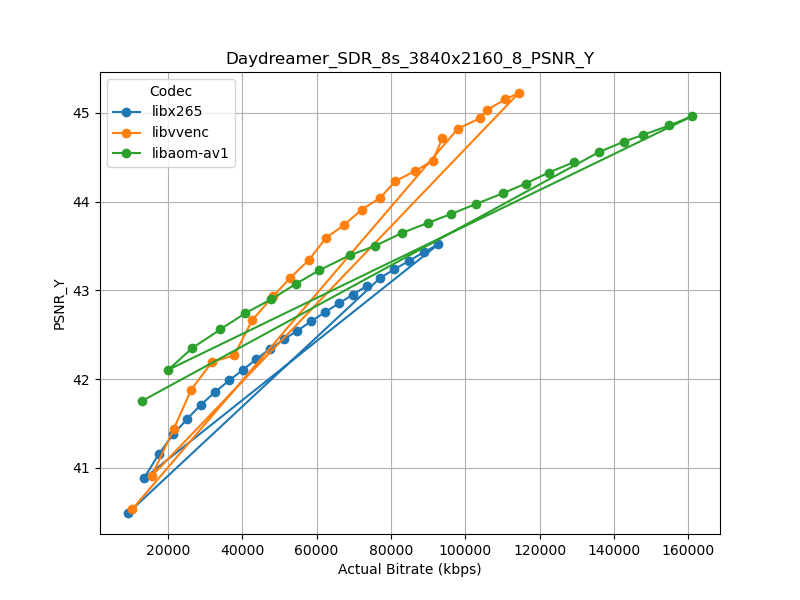 Daydreamer_SDR_8s_3840x2160_8_PSNR_Y
Codec
libx265
libvvenc
libaom-av1
PSNR_Y
45
44
43
42
41
20000 40000 60000 80000 100000 120000 140000 160000
Actual Bitrate (kbps)